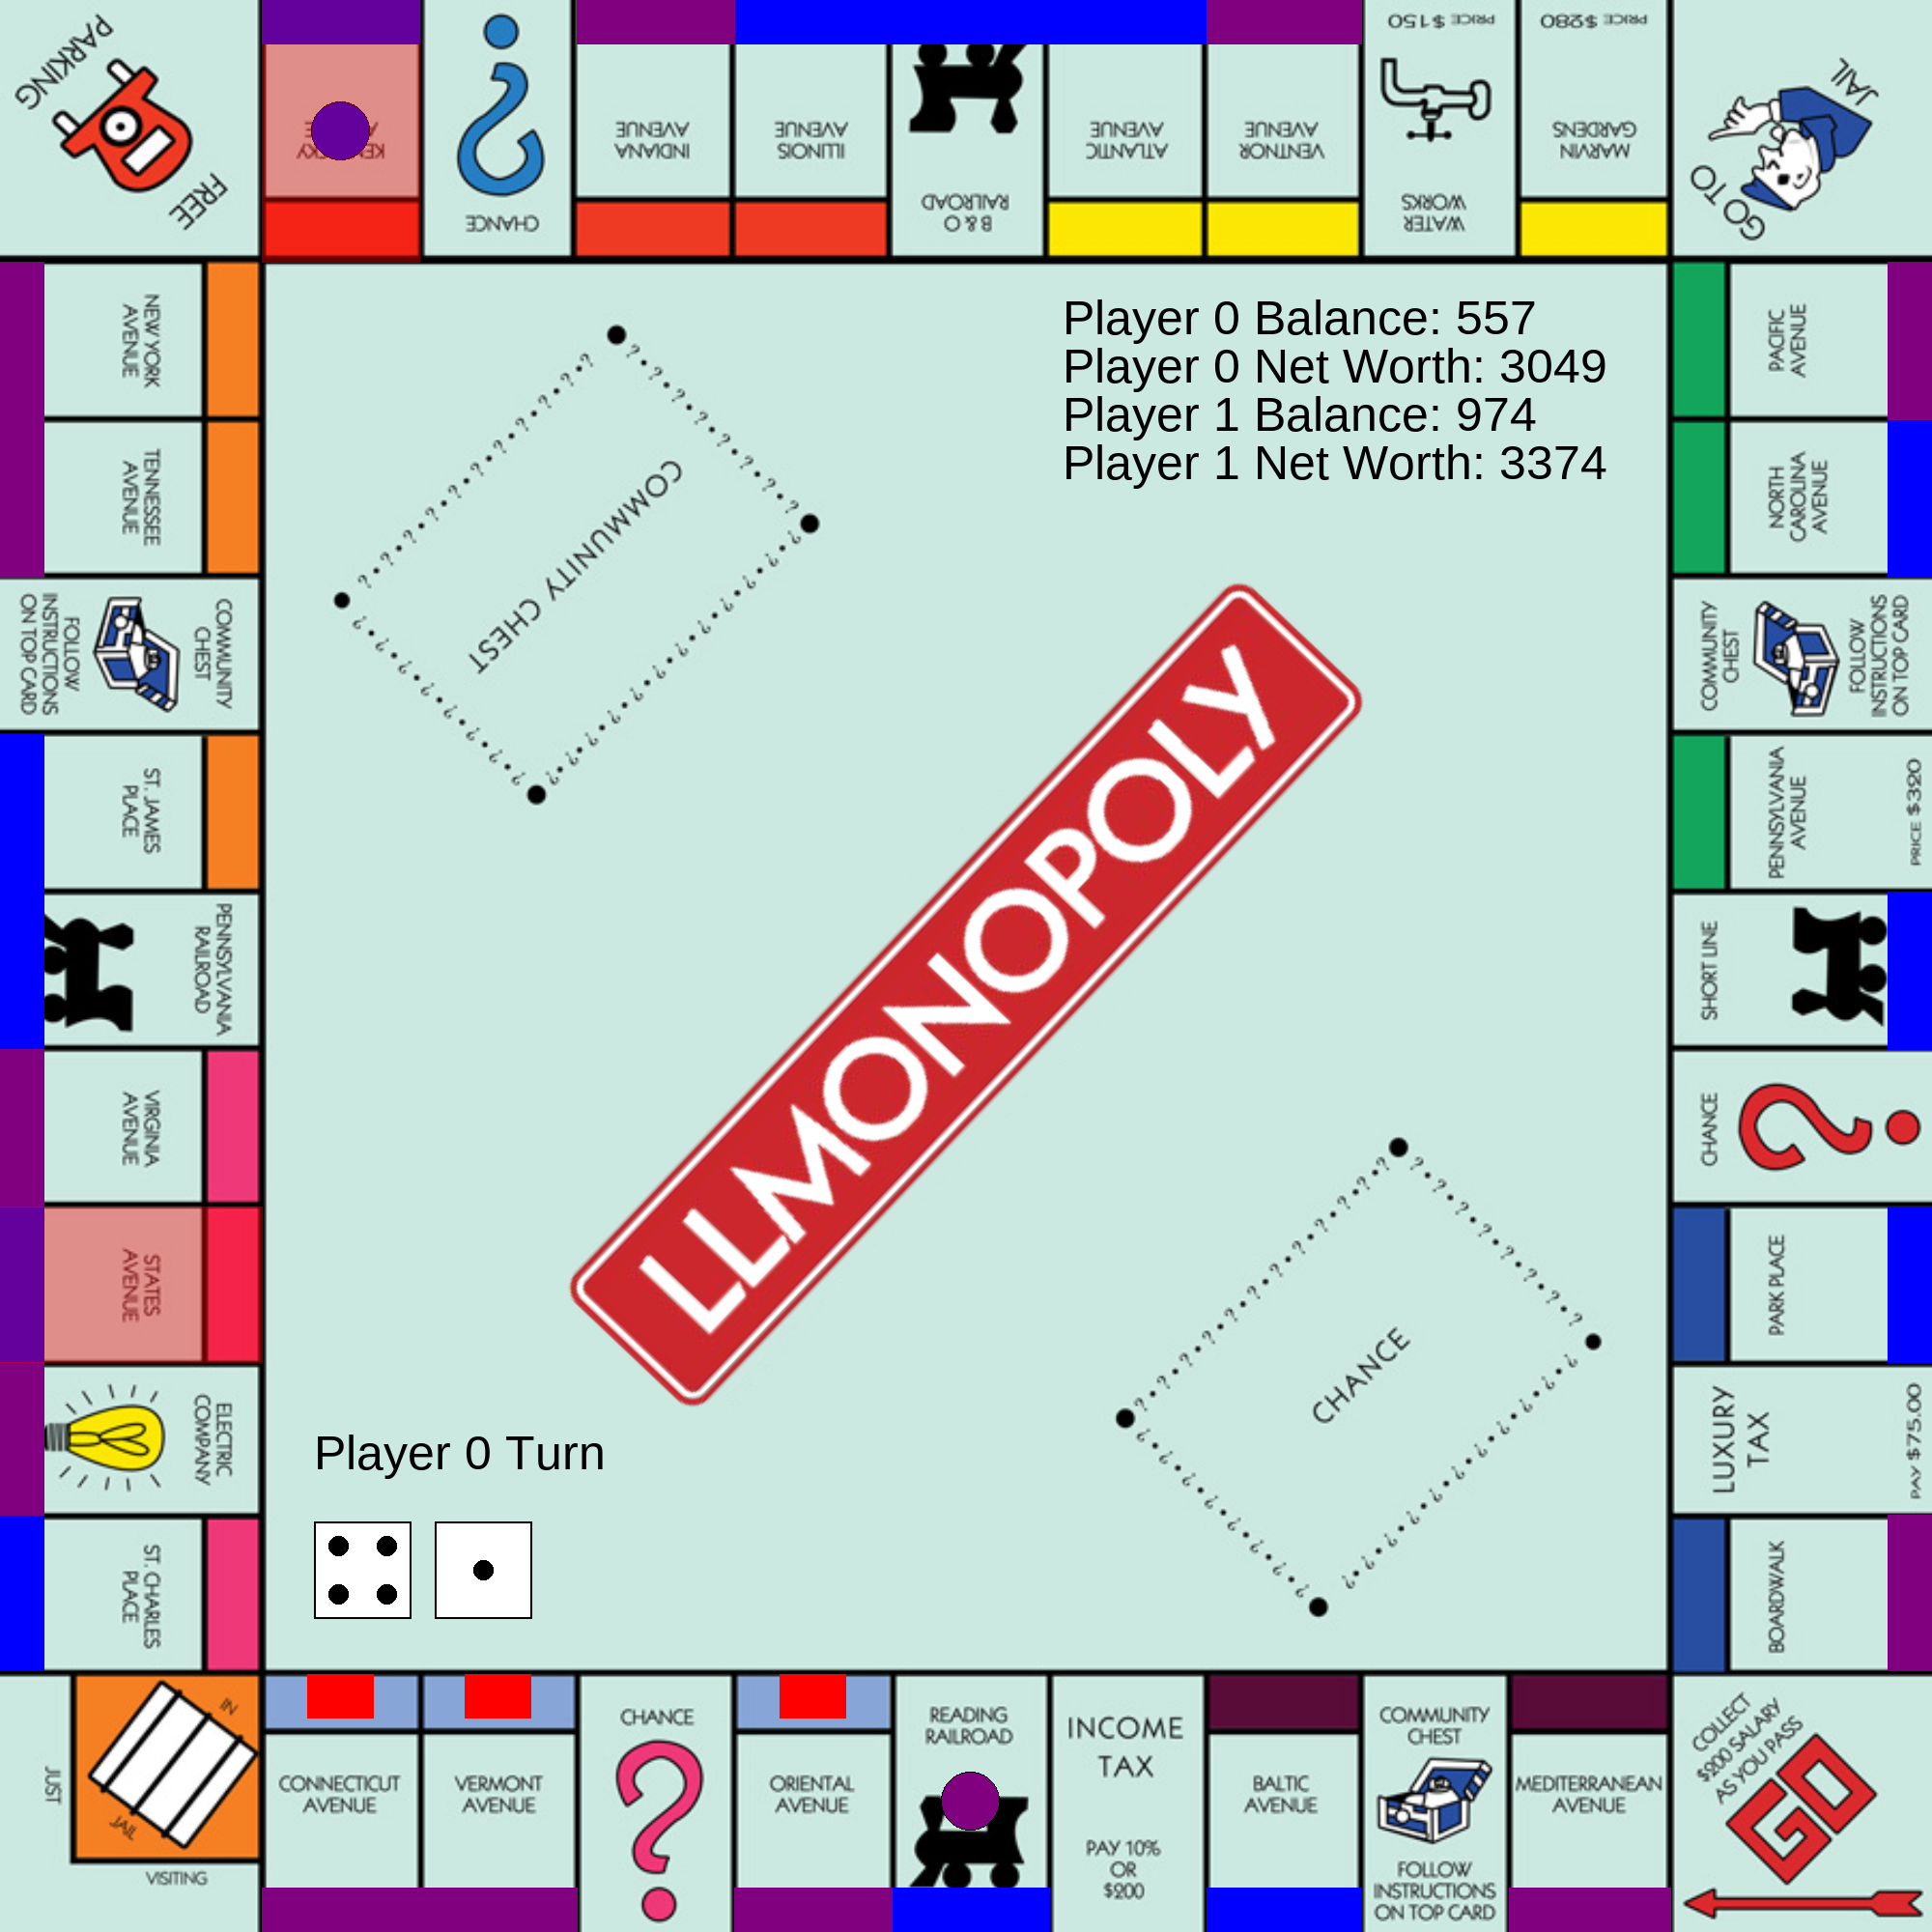 PARKING
FREE
KENTUCKY
CHANCE
INDIANA
AVENUE
ILLINOIS
AVENUE
B & O
RAILROAD
ATLANTIC
AVENUE
VENTNOR
AVENUE
PRICE $150
WATER
WORKS
PRICE $280
MARVIN
GARDENS
GO TO
JAIL
NEW YORK
AVENUE
TENNESSEE
AVENUE
COMMUNITY
CHEST
FOLLOW
INSTRUCTIONS
ON TOP CARD
ST. JAMES
PLACE
PENNSYLVANIA
RAILROAD
VIRGINIA
AVENUE
STATES
AVENUE
ELECTRIC
COMPANY
ST. CHARLES
PLACE
Player 0 Balance: 557
Player 0 Net Worth: 3049
Player 1 Balance: 974
Player 1 Net Worth: 3374
COMMUNITY CHEST
LLMONOPOLY
CHANCE
Player 0 Turn
PACIFIC
AVENUE
NORTH
CAROLINA
AVENUE
COMMUNITY
CHEST
FOLLOW
INSTRUCTIONS
ON TOP CARD
PENNSYLVANIA
AVENUE
PRICE $320
SHORT LINE
CHANCE
PARK PLACE
LUXURY
TAX
PAY $75.00
BOARDWALK
JUST
VISITING
IN
JAIL
CONNECTICUT
AVENUE
VERMONT
AVENUE
CHANCE
ORIENTAL
AVENUE
READING
RAILROAD
INCOME
TAX
PAY 10%
OR
$200
BALTIC
AVENUE
COMMUNITY
CHEST
FOLLOW
INSTRUCTIONS
ON TOP CARD
MEDITERRANEAN
AVENUE
COLLECT
$200 SALARY
AS YOU PASS
GO